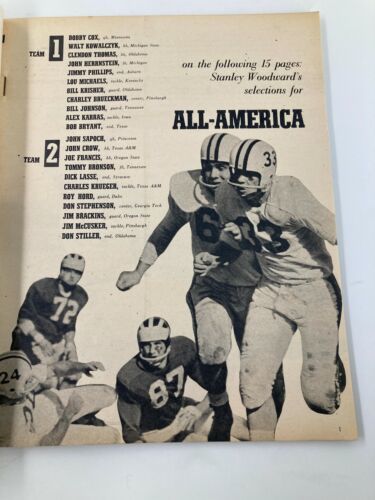 TEAM 1
BOBBY COX, qb, Minnesota
WALT KOWALCZYK, hb, Michigan State
CLENDON THOMAS, hb, Oklahoma
JOHN HERRNSTEIN, fb, Michigan
JIMMY PHILLIPS, end, Auburn
LOU MICHAELS, tackle, Kentucky
BILL KRISHER, guard, Oklahoma
CHARLEY BRUECKMAN, center, Pittsburgh
BILL JOHNSON, guard, Tennessee
ALEX KARRAS, tackle, Iowa
BOB BRYANT, end, Texas
TEAM 2
JOHN SAPOCH, qb, Princeton
JOHN CROW, hb, Texas A&M
JOE FRANCIS, hb, Oregon State
TOMMY BRONSON, fb, Tennessee
DICK LASSE, end, Syracuse
CHARLES KRUEGER, tackle, Texas A&M
ROY HORD, guard, Duke
DON STEPHENSON, center, Georgia Tech
JIM BRACKINS, guard, Oregon State
JIM McCUSKER, tackle, Pittsburgh
DON STILLER, end, Oklahoma
on the following 15 pages:
Stanley Woodward's
selections for
ALL-AMERICA
33
72
87
24